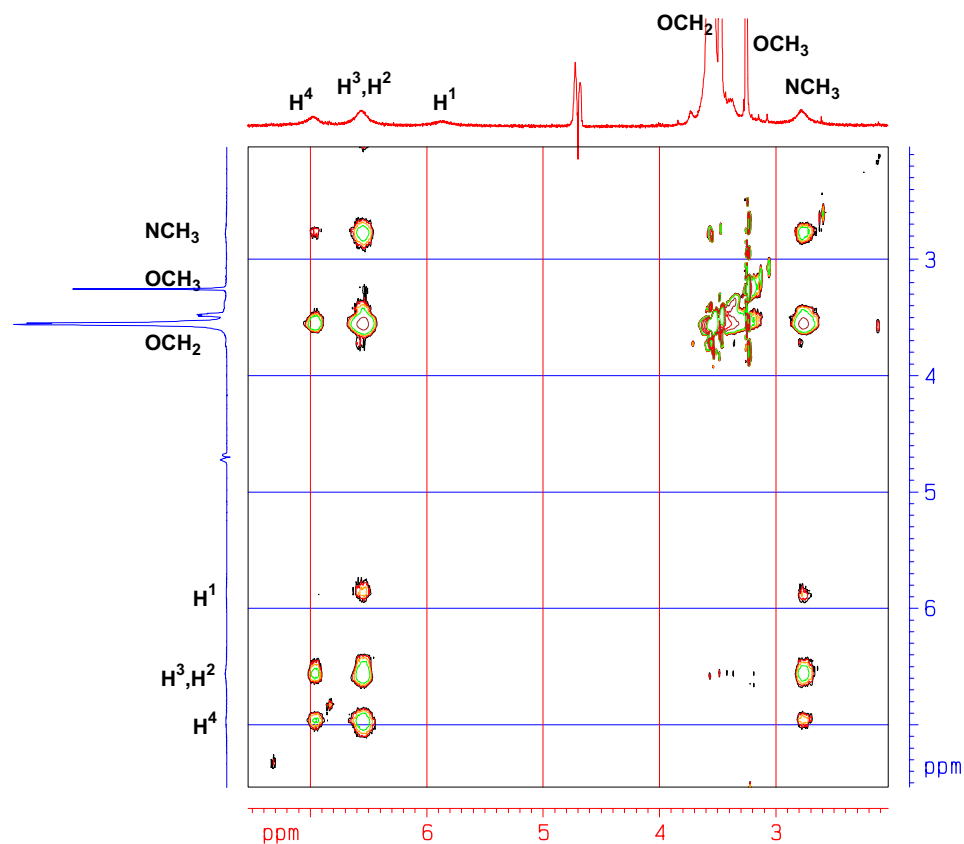 OCH₂
OCH₃
H⁴
H³,H²
H¹
NCH₃
NCH₃
OCH₃
OCH₂
H¹
H³,H²
H⁴
3
4
5
6
ppm
ppm
6
5
4
3